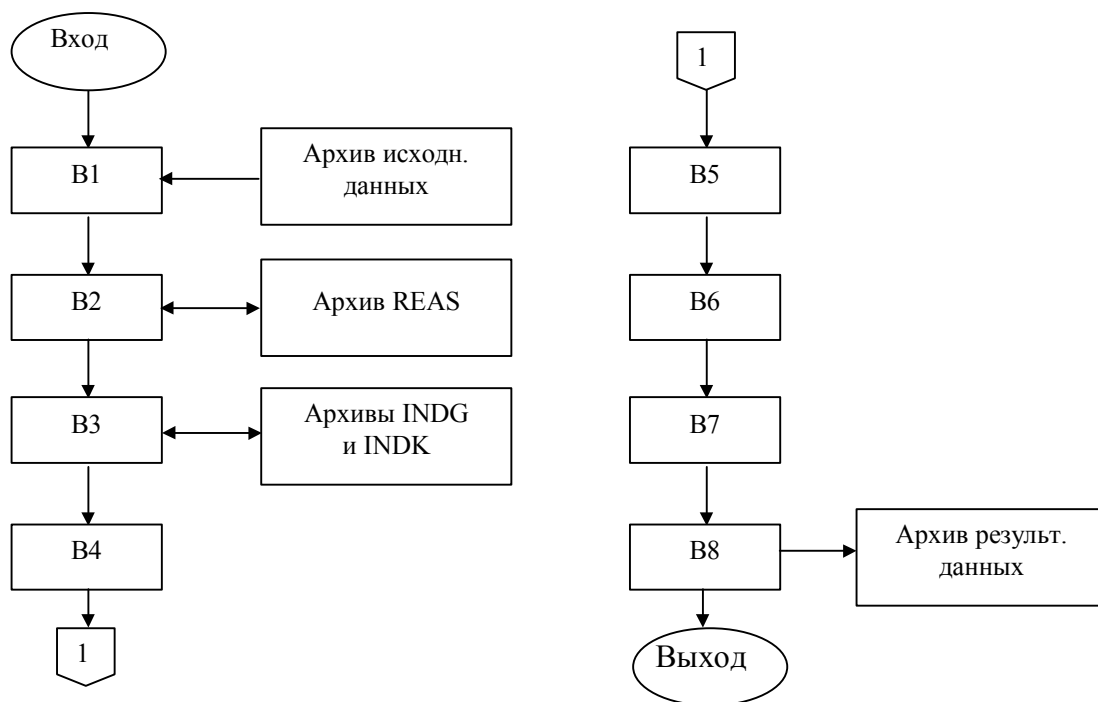 Вход
В1
Архив исходн.
данных
В2
Архив REAS
В3
Архивы INDG
и INDK
В4
1
1
В5
В6
В7
В8
Архив результ.
данных
Выход